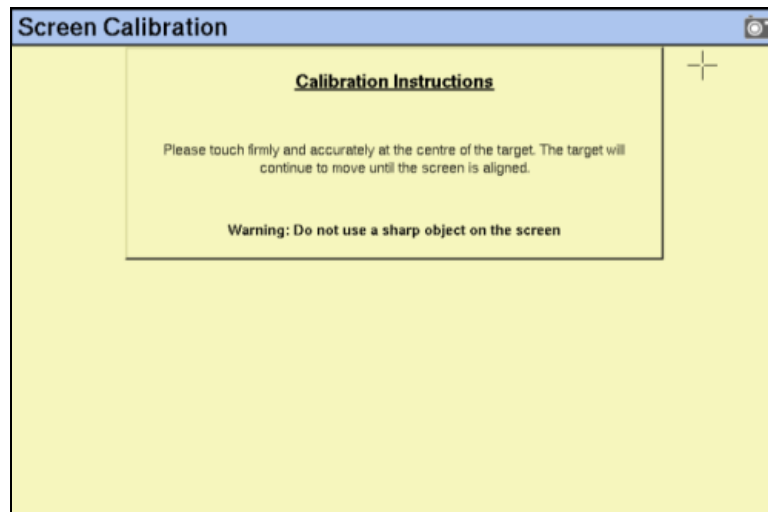 Screen Calibration
Calibration Instructions
Please touch firmly and accurately at the centre of the target. The target will
continue to move until the screen is aligned.
Warning: Do not use a sharp object on the screen